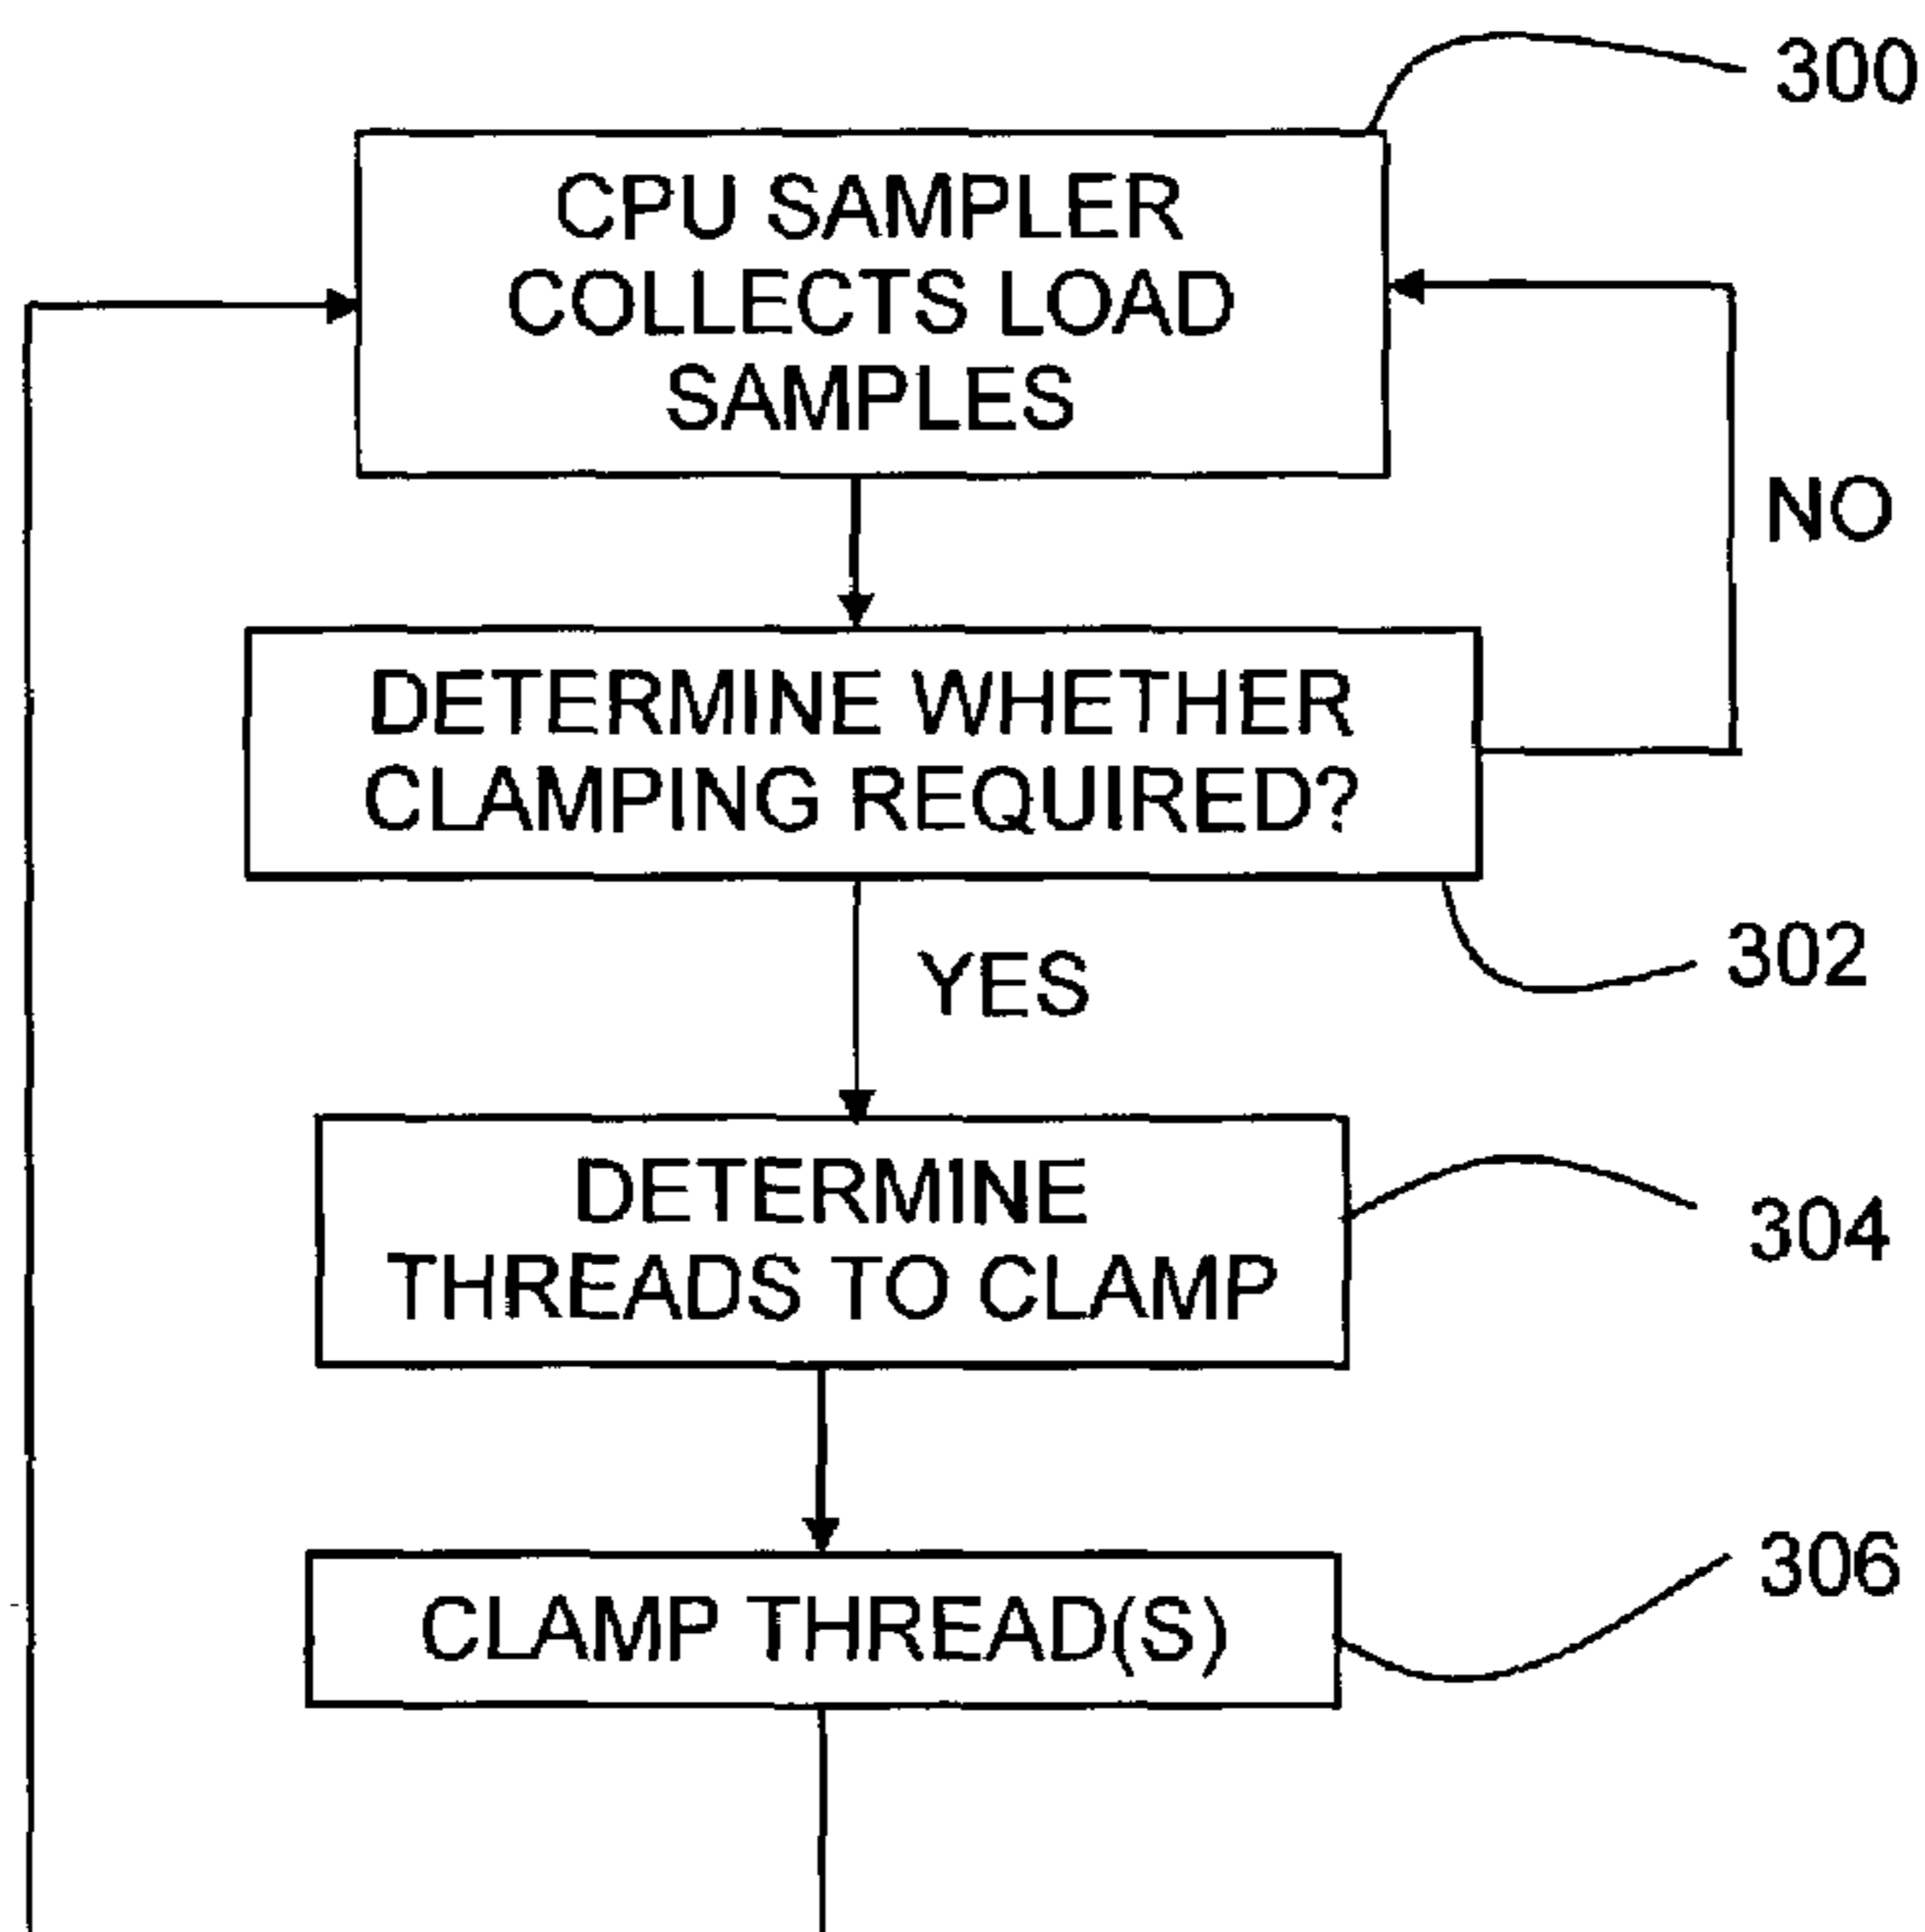 300
CPU SAMPLER
COLLECTS LOAD
SAMPLES
NO
DETERMINE WHETHER
CLAMPING REQUIRED?
302
YES
DETERMINE
THREADS TO CLAMP
304
306
CLAMP THREAD(S)